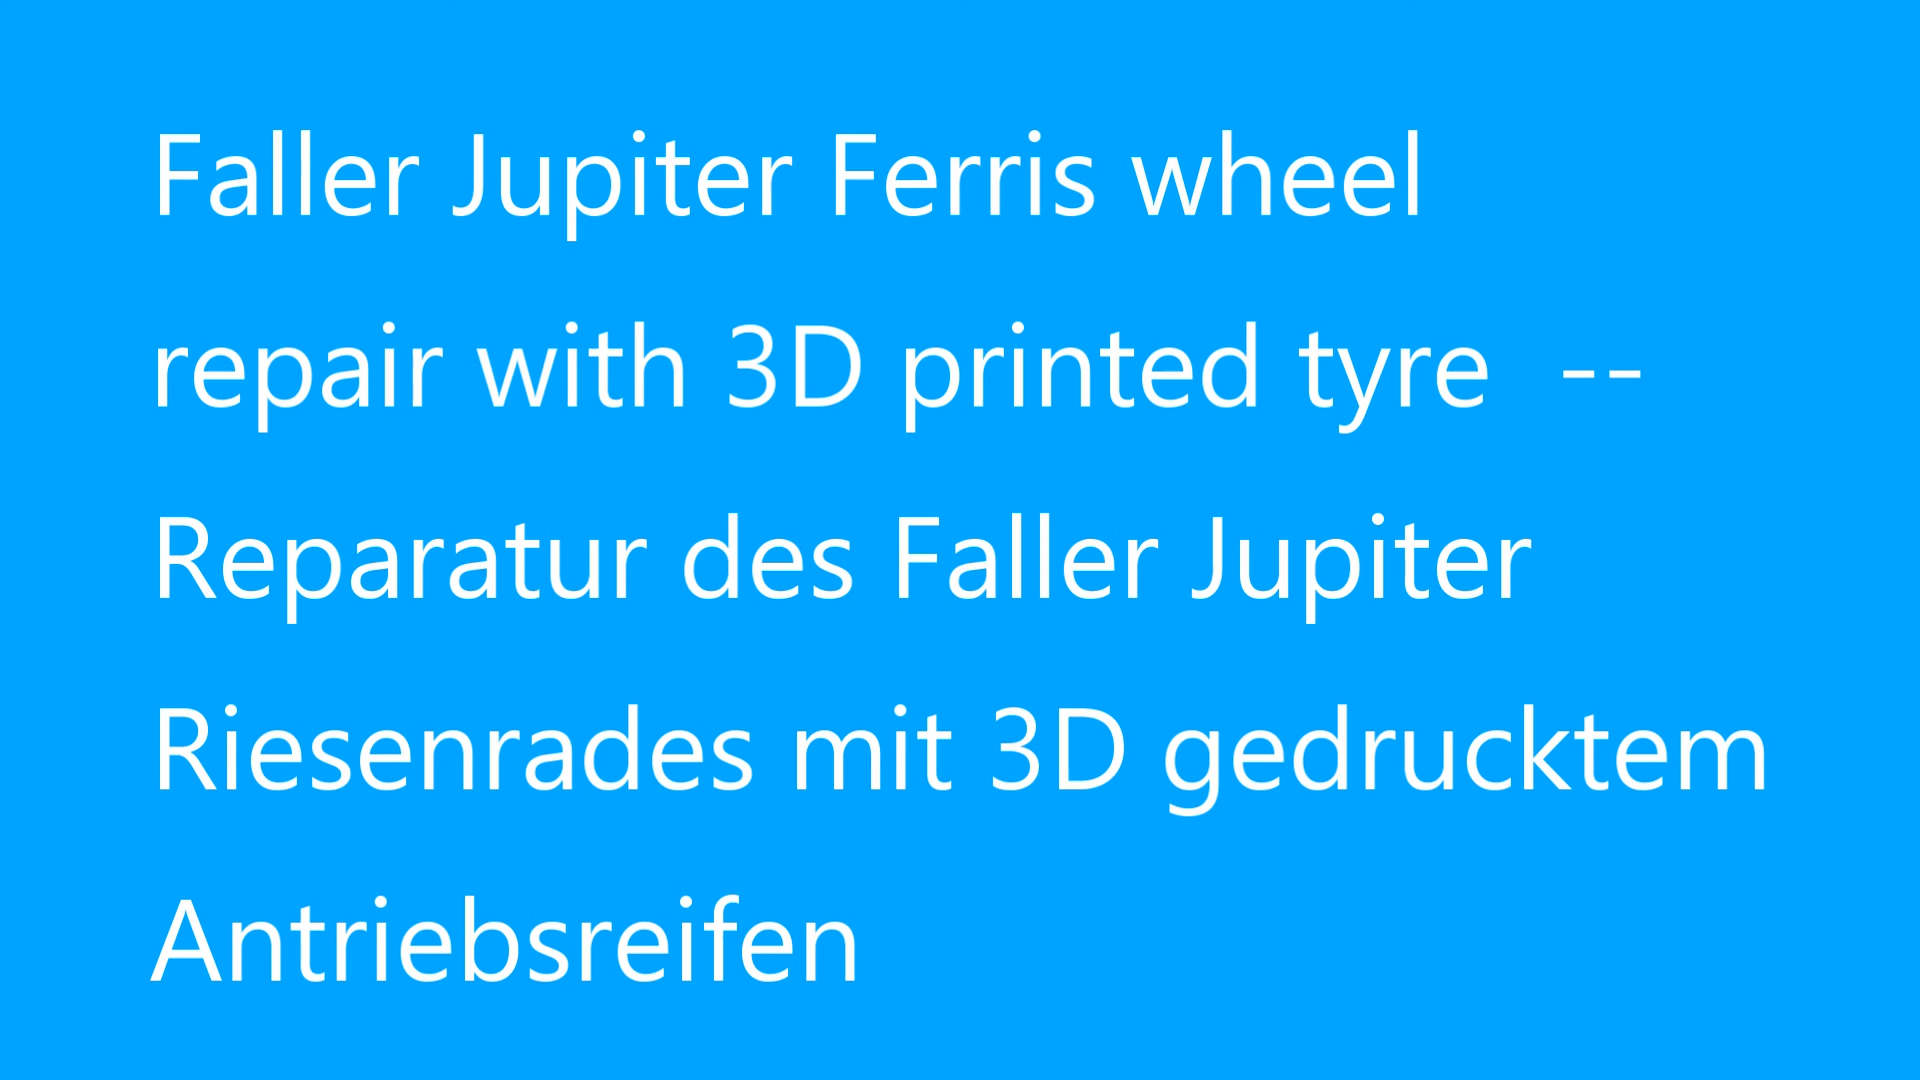 Faller Jupiter Ferris wheel
repair with 3D printed tyre  --
Reparatur des Faller Jupiter
Riesenrades mit 3D gedrucktem
Antriebsreifen